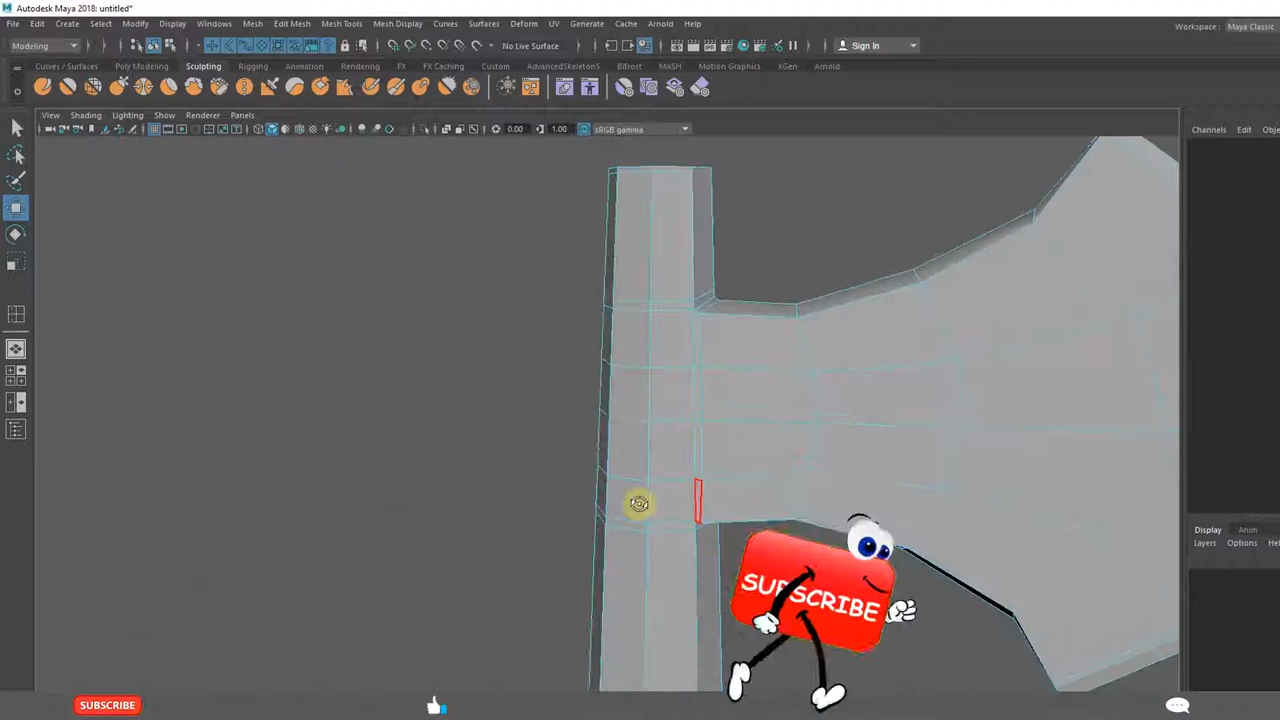 Autodesk Maya 2018: untitled*
File Edit Create Select Modify Display Windows Mesh Edit Mesh Mesh Tools Mesh Display Curves Surfaces Deform UV Generate Cache Arnold Help
Workspace : Maya Classic
Modeling No Live Surface Sign In
Curves / Surfaces Poly Modeling Sculpting Rigging Animation Rendering FX FX Caching Custom AdvancedSkeleton5 Bifrost MASH Motion Graphics XGen Arnold
View Shading Lighting Show Renderer Panels
0.00 1.00 sRGB gamma
Channels Edit Obje
SUBSCRIBE
Display Anim
Layers Options Hel
SUBSCRIBE